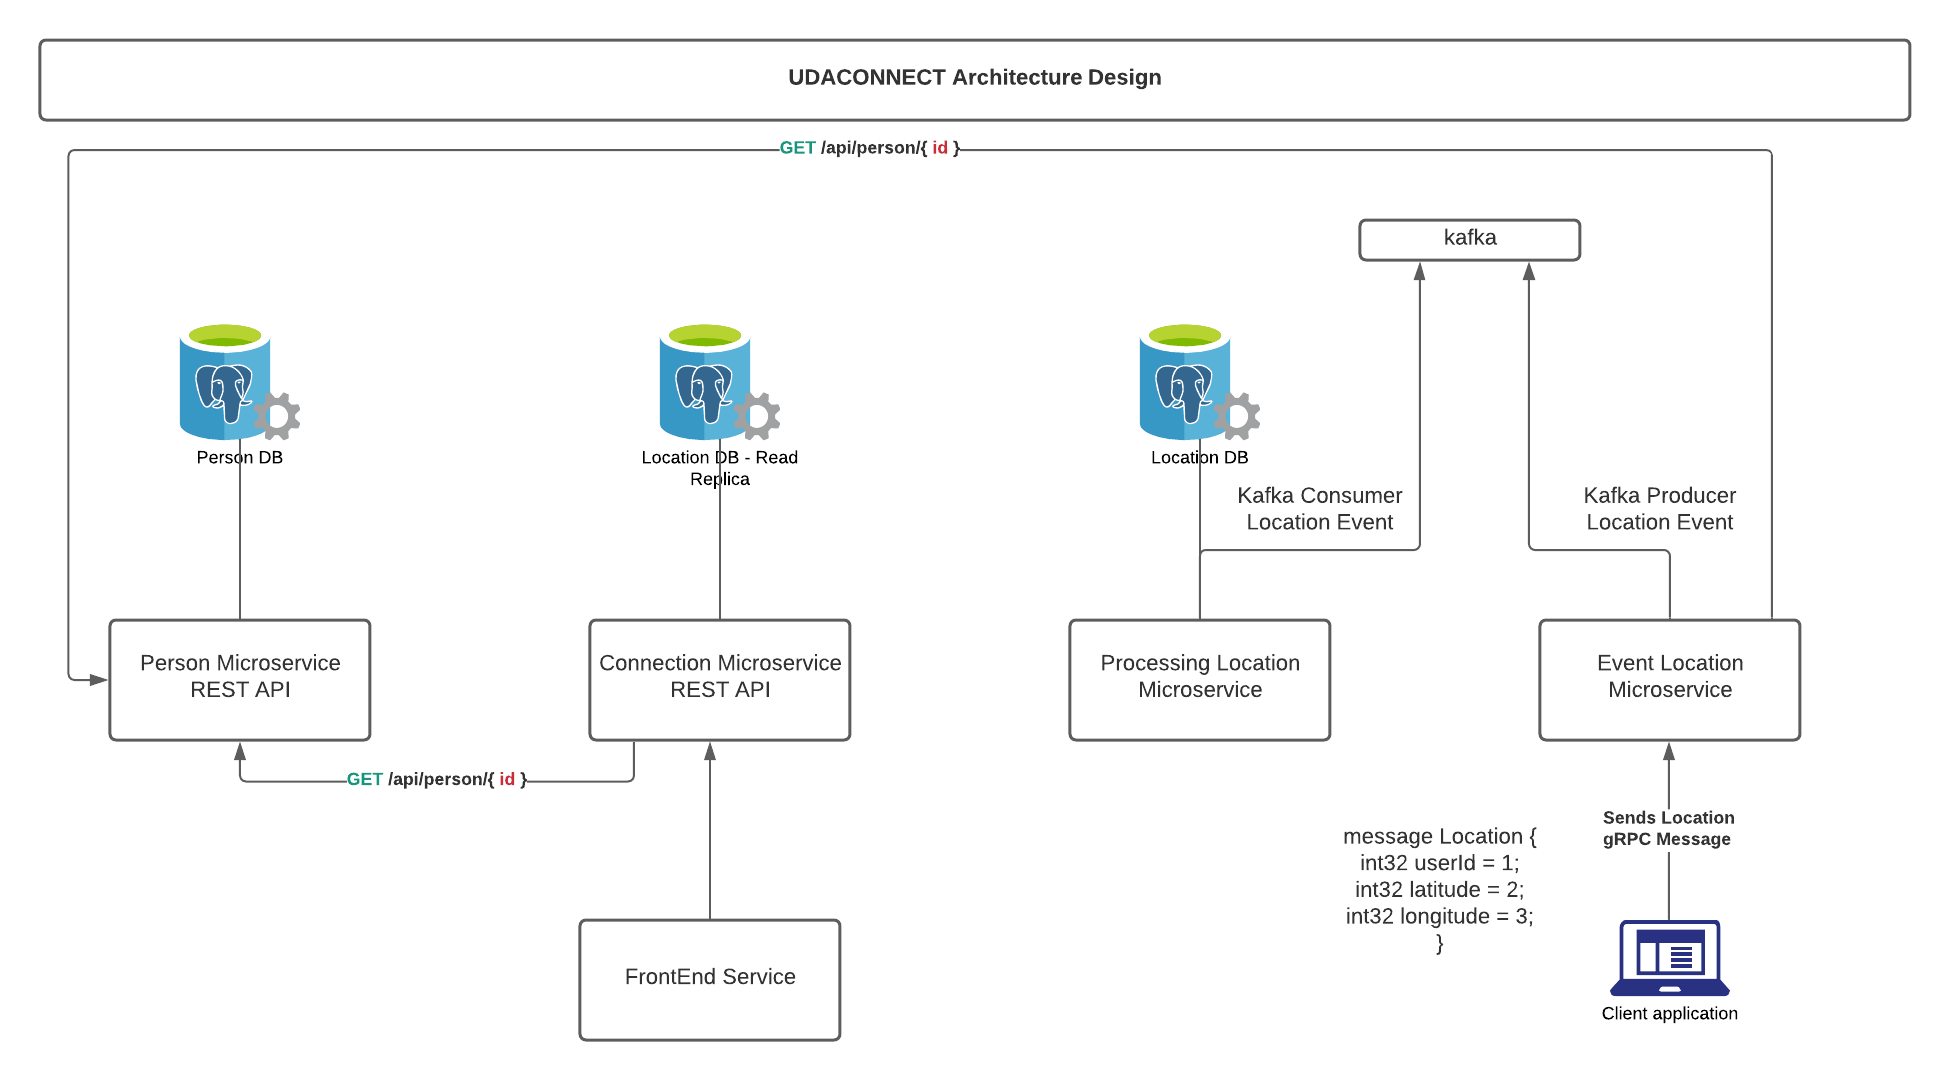 UDACONNECT Architecture Design
GET /api/person/{ id }
kafka
Person DB
Location DB - Read
Replica
Location DB
Kafka Consumer
Location Event
Kafka Producer
Location Event
Person Microservice
REST API
Connection Microservice
REST API
Processing Location
Microservice
Event Location
Microservice
GET /api/person/{ id }
Sends Location
gRPC Message
message Location {
int32 userId = 1;
int32 latitude = 2;
int32 longitude = 3;
}
FrontEnd Service
Client application